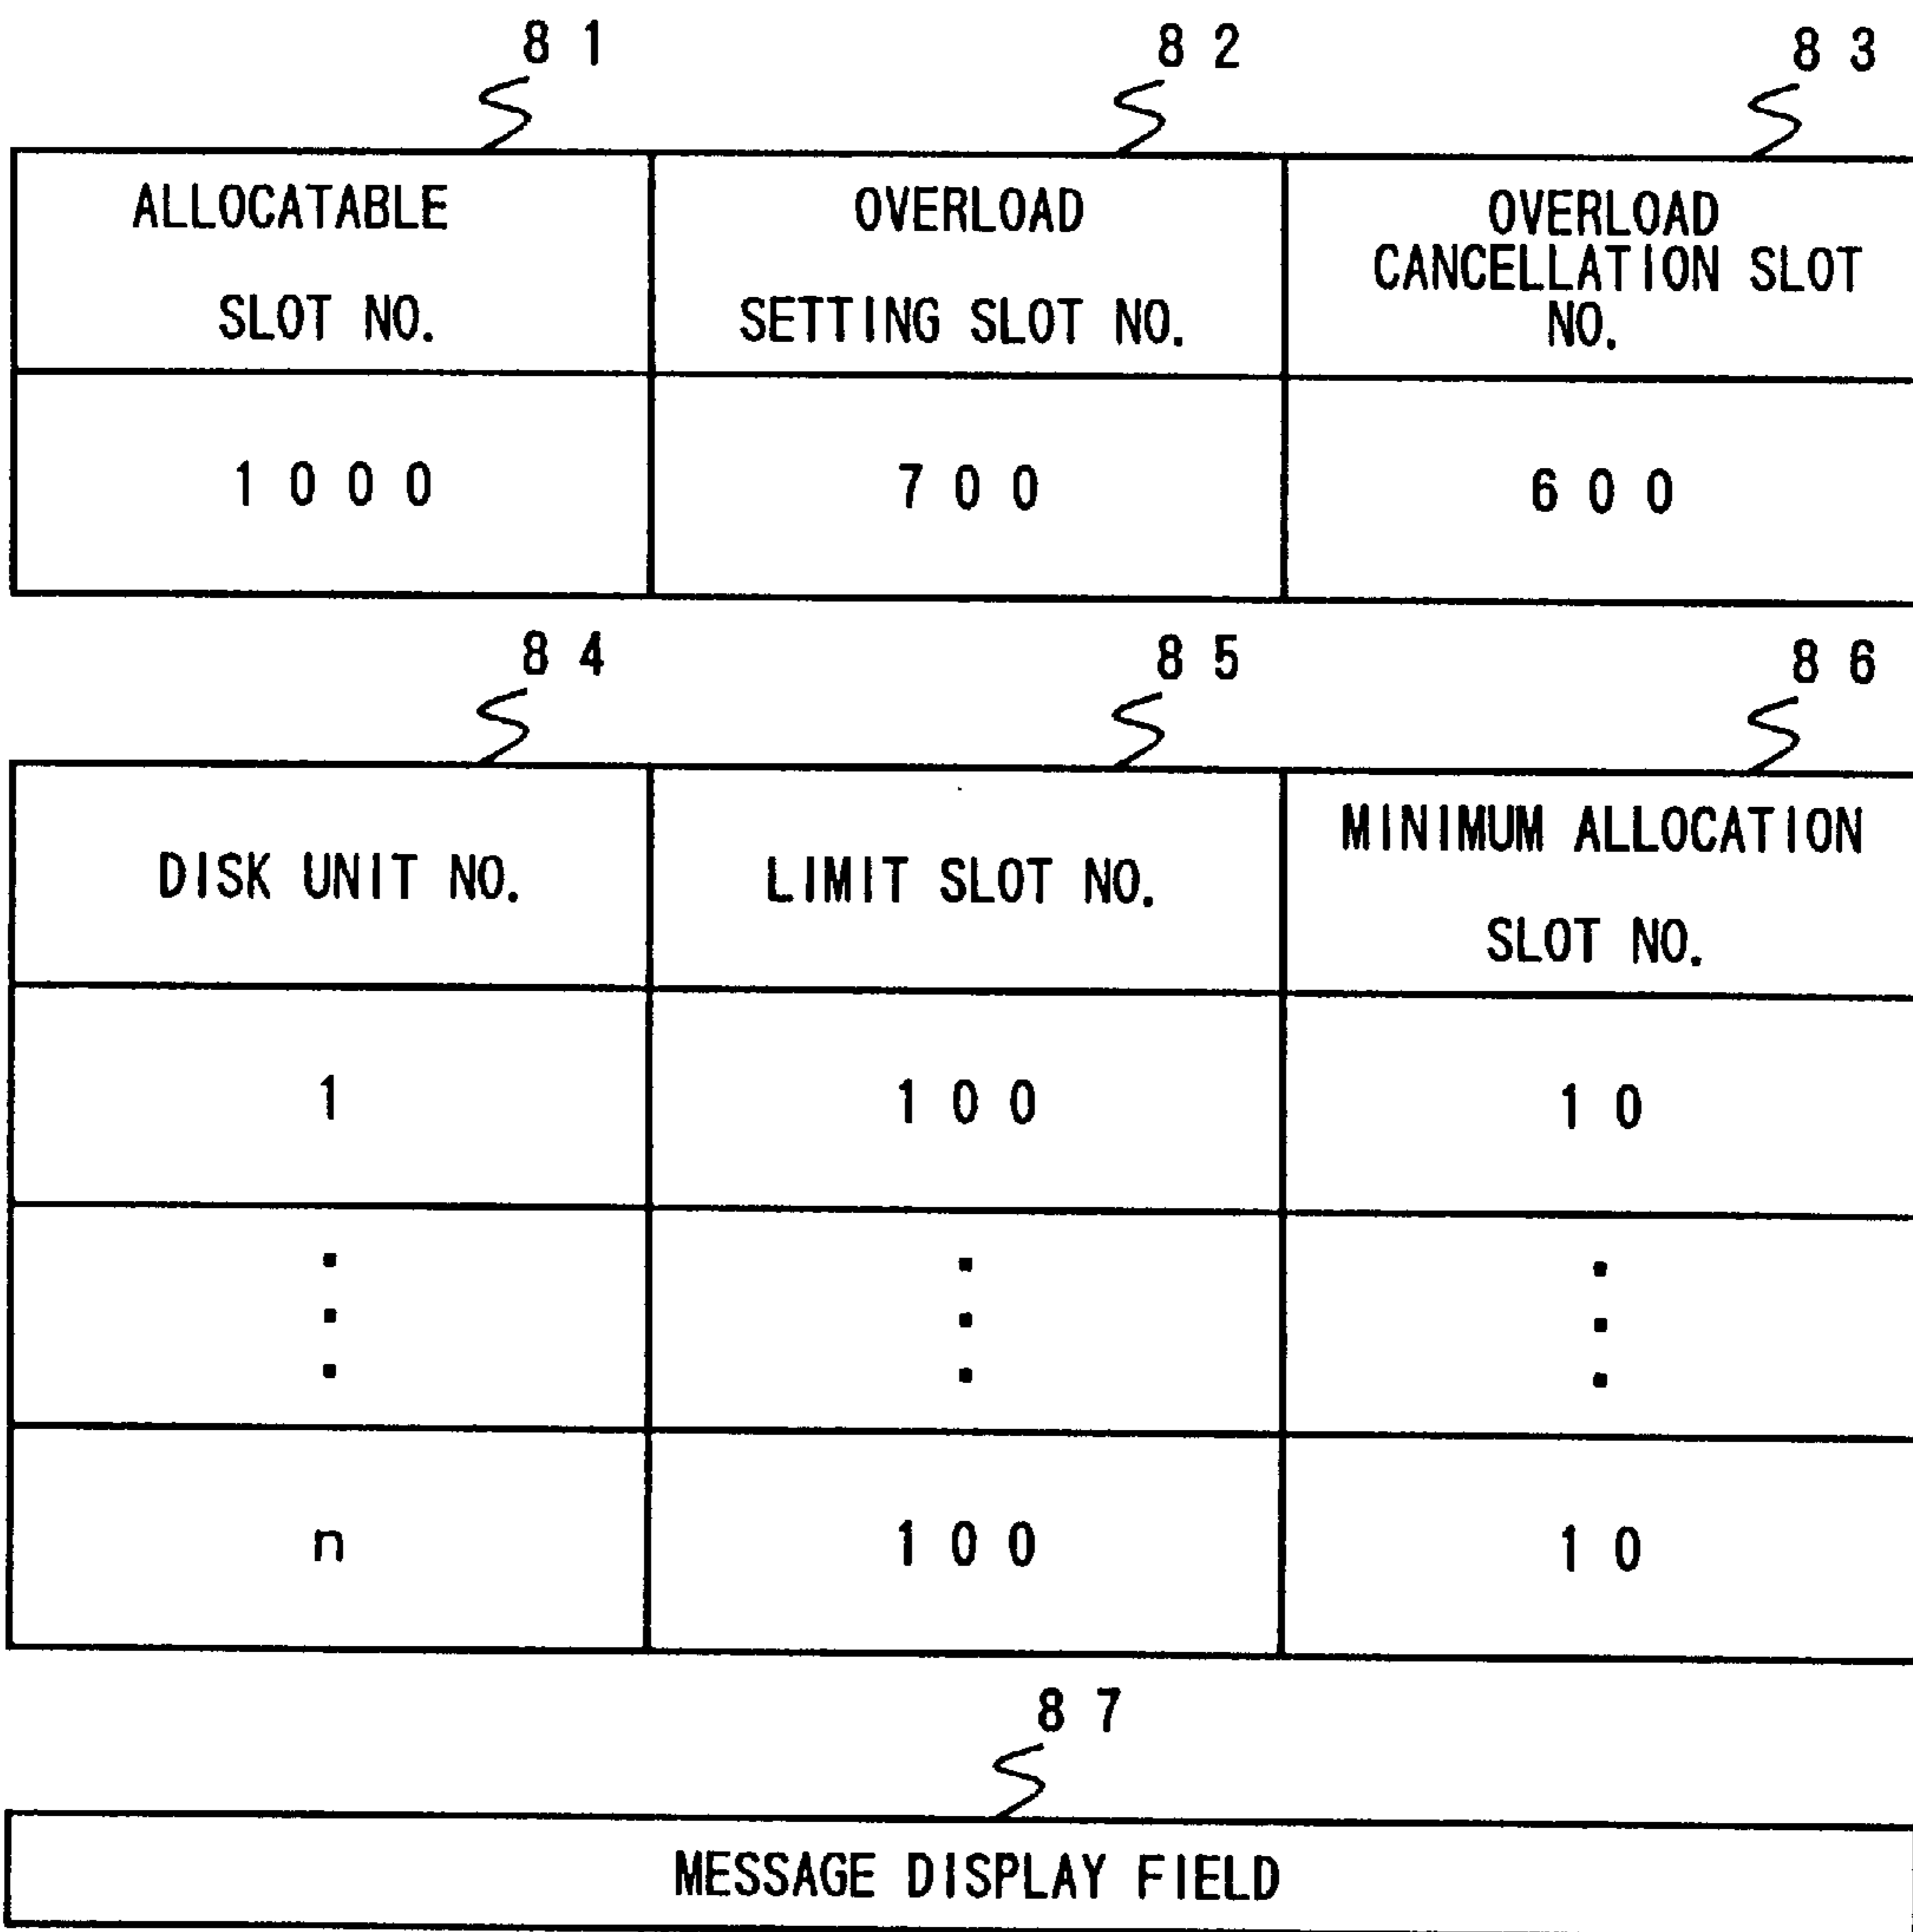 81 82 83
ALLOCATABLE
SLOT NO.
OVERLOAD
SETTING SLOT NO.
OVERLOAD
CANCELLATION SLOT
NO.
1000 700 600
84 85 86
DISK UNIT NO.
LIMIT SLOT NO.
MINIMUM ALLOCATION
SLOT NO.
1 100 10
n 100 10
87
MESSAGE DISPLAY FIELD